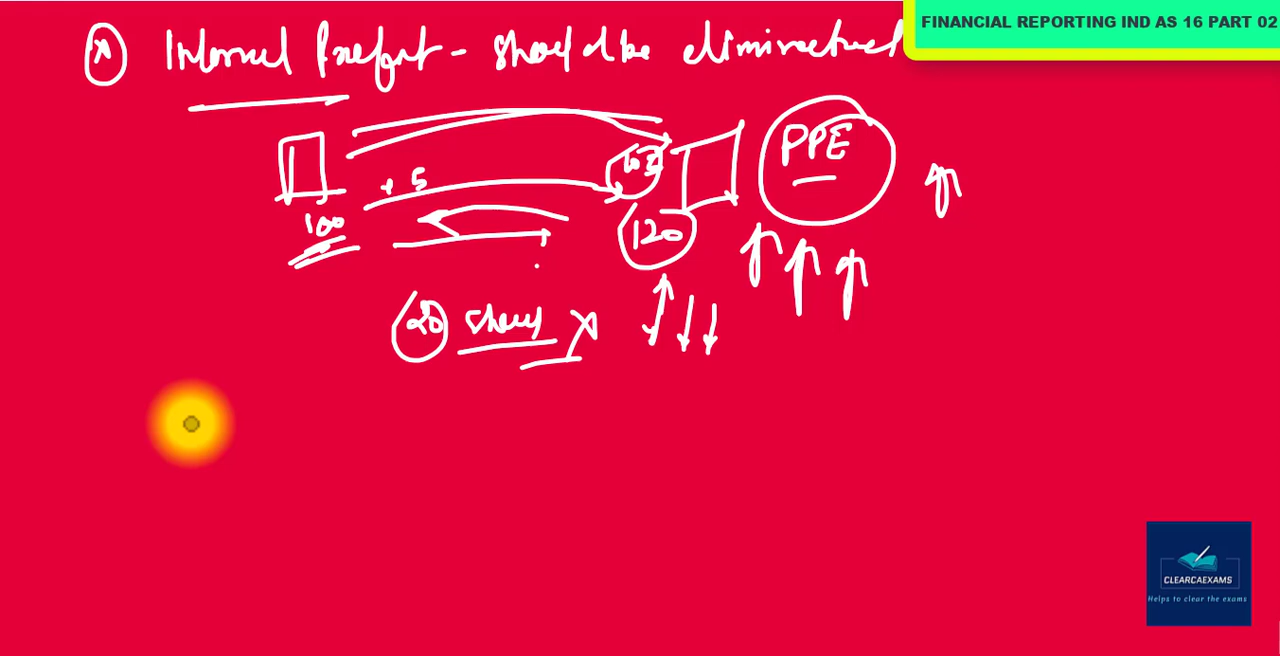 FINANCIAL REPORTING IND AS 16 PART 02
Internal Profit - should be eliminated
PPE
+ 5
105
100
120
20
CLEARCAEXAMS
Helps to clear the exams